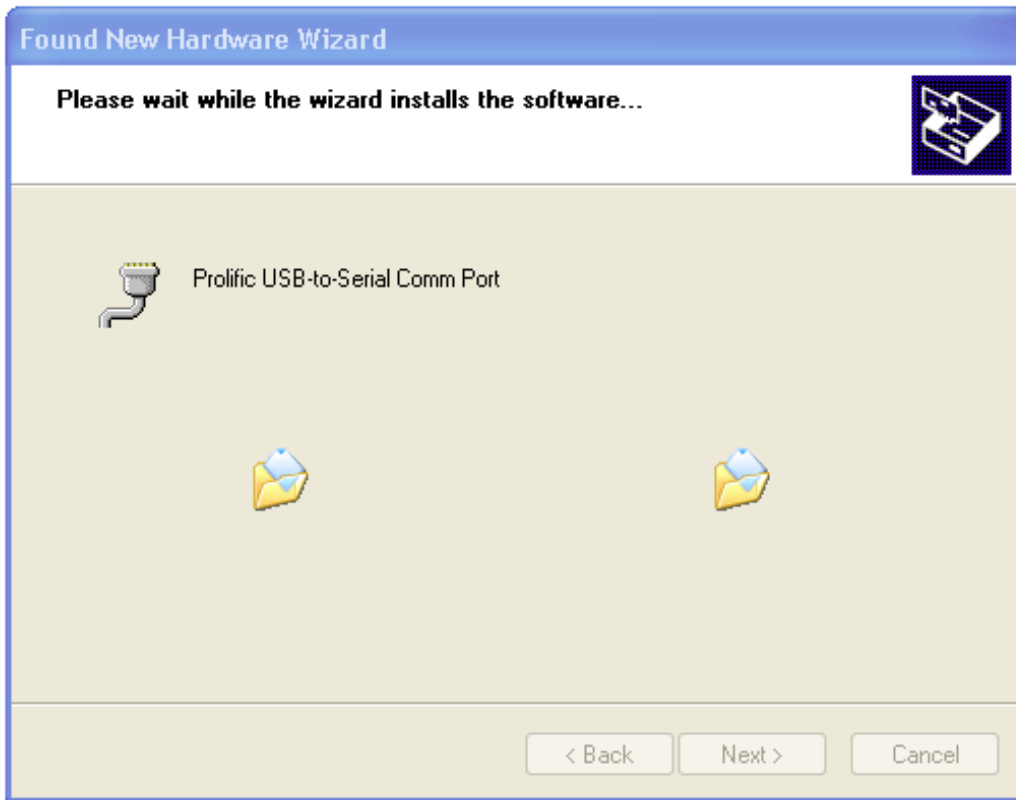 Found New Hardware Wizard
Please wait while the wizard installs the software...
Prolific USB-to-Serial Comm Port
< Back
Next >
Cancel